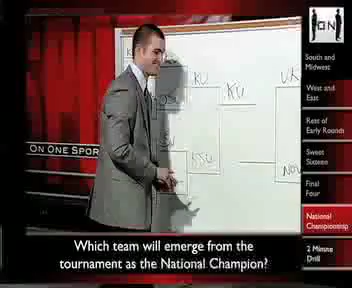 ON
South and
Midwest
West and
East
Rest of
Early Rounds
Sweet
Sixteen
Final
Four
National
Championship
2 Minute
Drill
KU
KU
OSU
KSU
ON ONE SPOR
Which team will emerge from the
tournament as the National Champion?